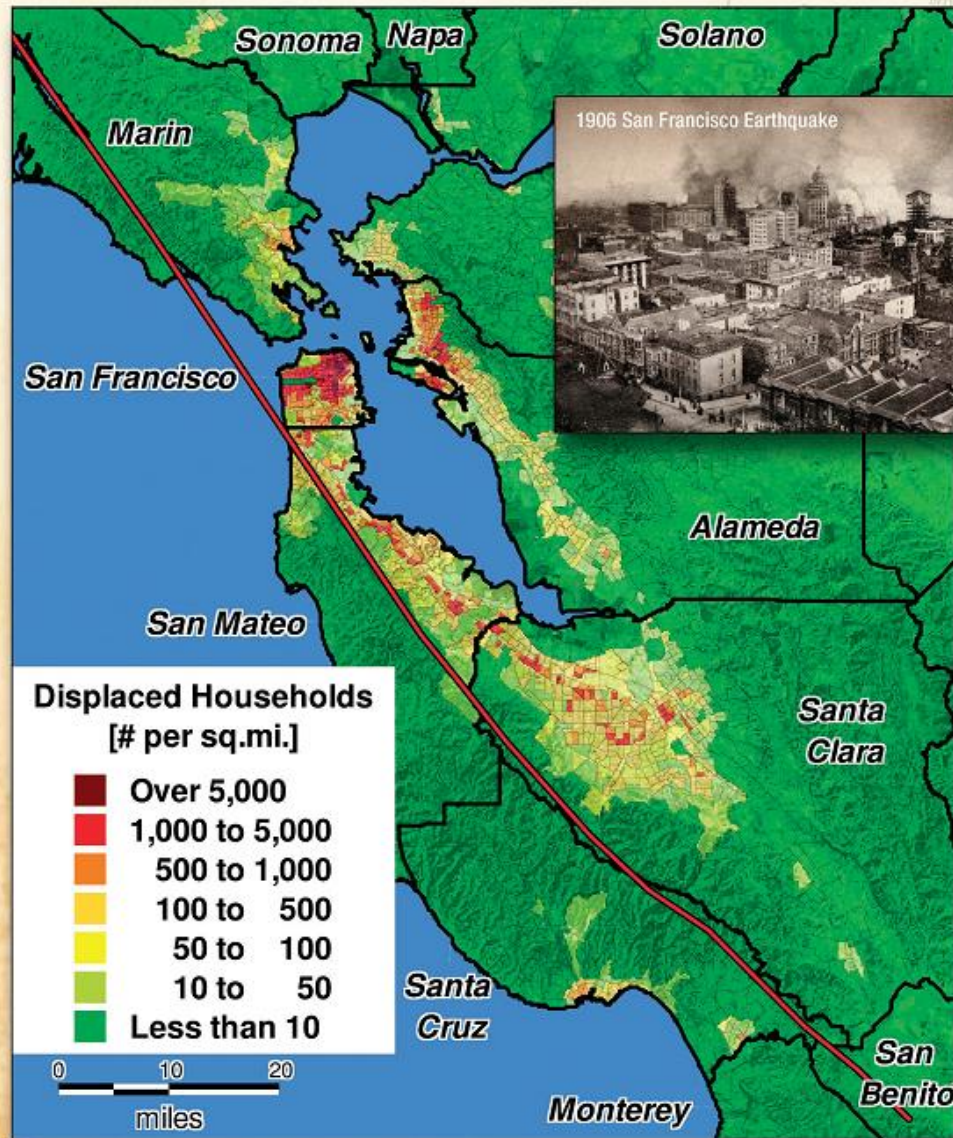 Sonoma
Napa
Solano
Marin
1906 San Francisco Earthquake
San Francisco
Alameda
San Mateo
Displaced Households
[# per sq.mi.]
Over 5,000
1,000 to 5,000
500 to 1,000
100 to 500
50 to 100
10 to 50
Less than 10
Santa
Clara
Santa
Cruz
San
Benito
Monterey
0 10 20
miles